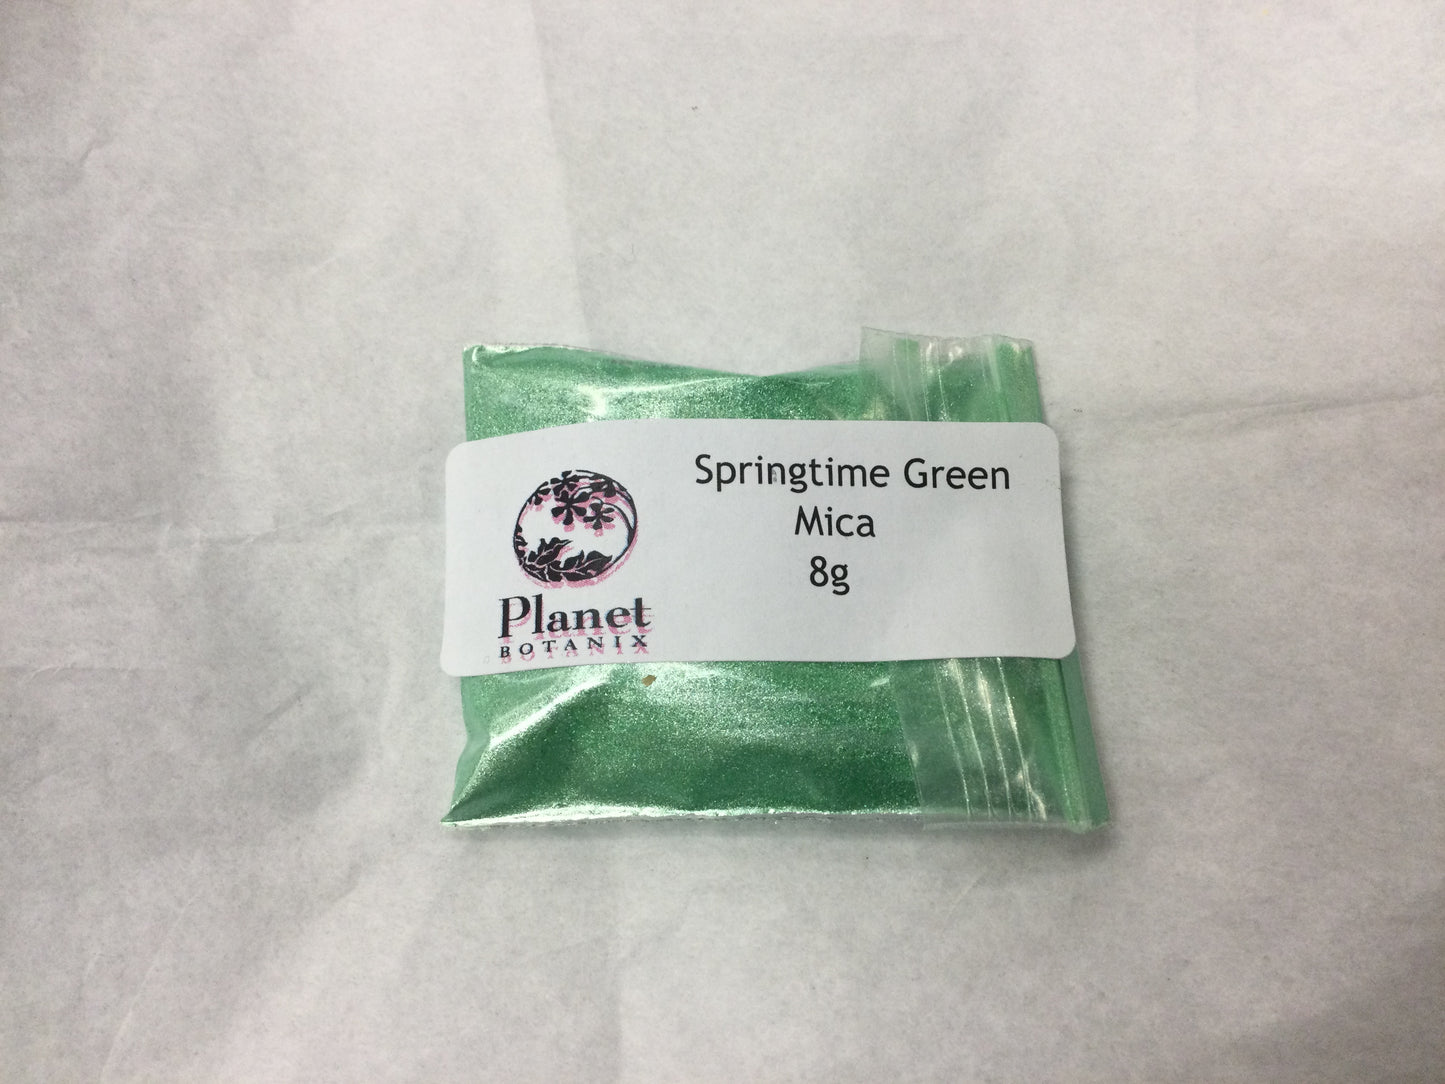 Springtime Green
Mica
8g
Planet
BOTANIX